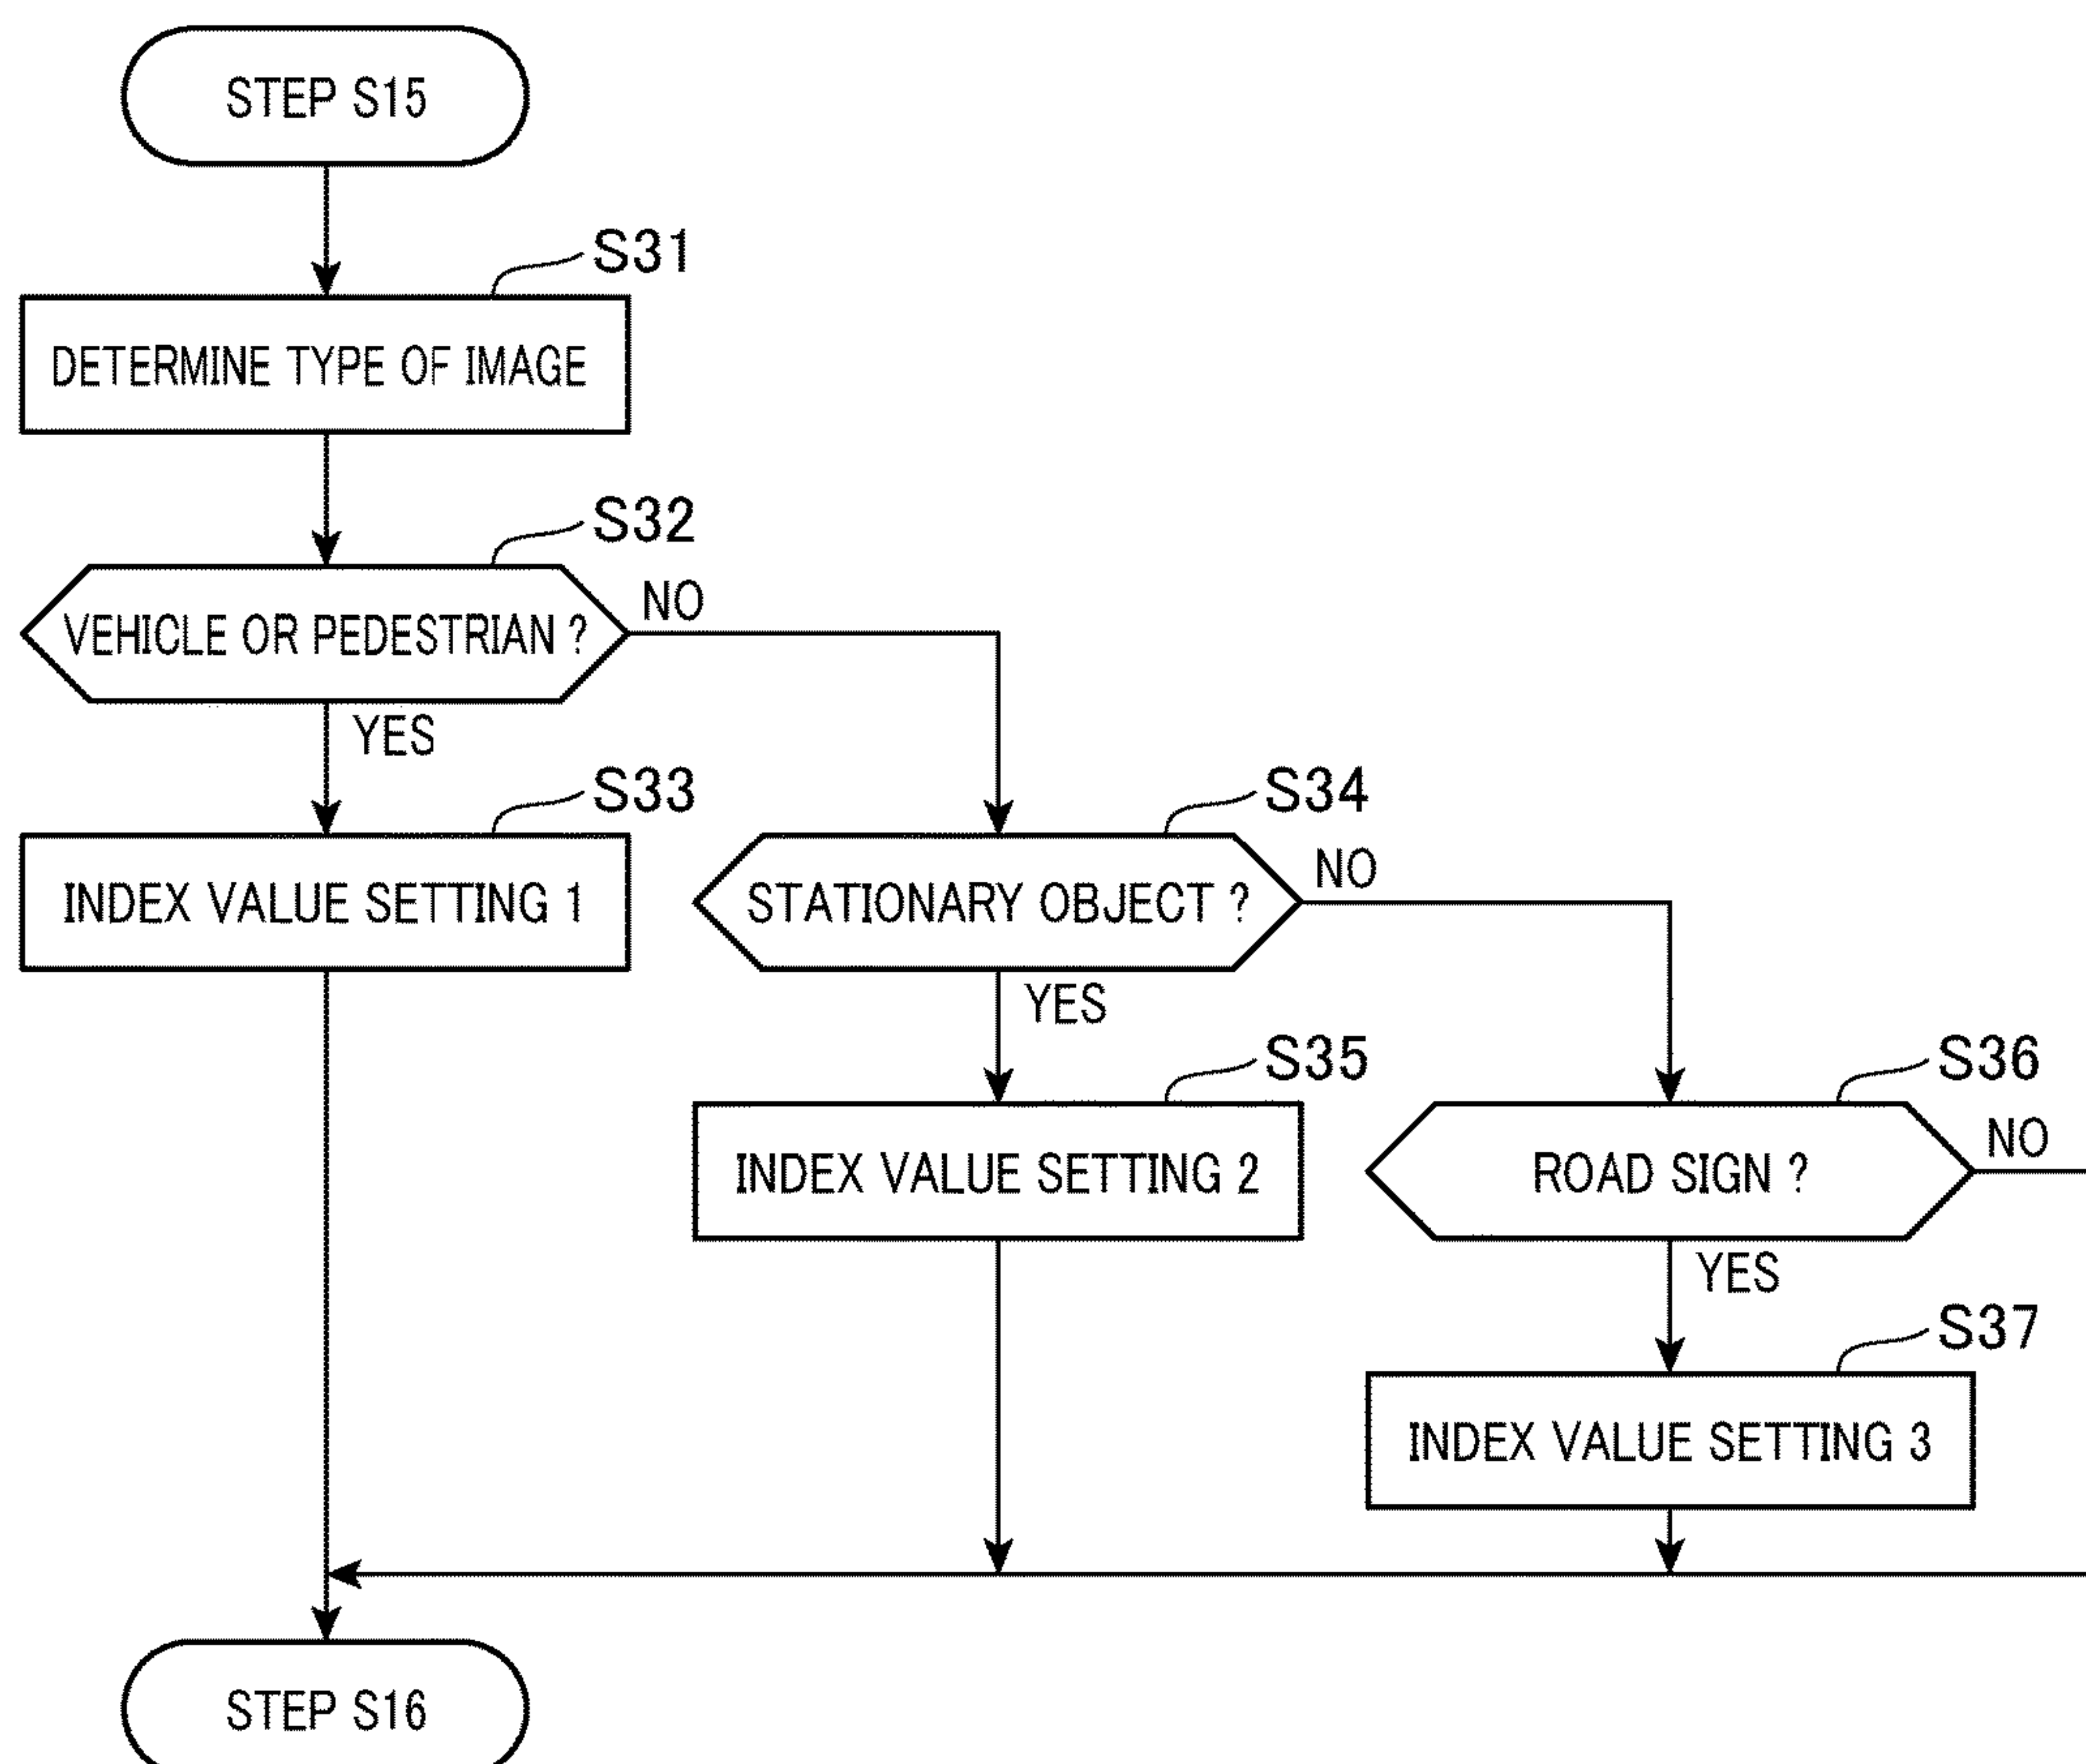 STEP S15
S31
DETERMINE TYPE OF IMAGE
S32
VEHICLE OR PEDESTRIAN ?
NO
YES
S33
INDEX VALUE SETTING 1
S34
STATIONARY OBJECT ?
NO
YES
S35
INDEX VALUE SETTING 2
S36
ROAD SIGN ?
NO
YES
S37
INDEX VALUE SETTING 3
STEP S16